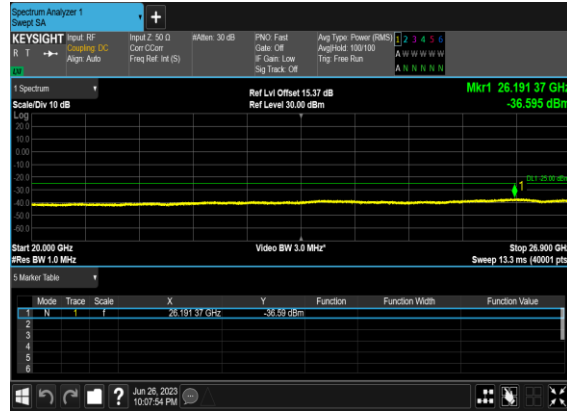 Spectrum Analyzer 1
Swept SA
+
KEYSIGHT Input: RF Input Z: 50 Ω #Atten: 30 dB PNO: Fast Avg Type: Power (RMS) 1 2 3 4 5 6
R T Coupling: DC Corr CCorr Gate: Off Avg|Hold: 100/100 A W W W W W
Align: Auto Freq Ref: Int (S) IF Gain: Low Trig: Free Run
Sig Track: Off A N N N N N
1 Spectrum Ref Lvl Offset 15.37 dB Mkr1 26.191 37 GHz
Scale/Div 10 dB Ref Level 30.00 dBm -36.595 dBm
Log
20.0
10.0
0.00
-10.0
-20.0
DL1 -25.00 dBm
1
-30.0
-40.0
-50.0
-60.0
Start 20.000 GHz Video BW 3.0 MHz* Stop 26.900 GHz
#Res BW 1.0 MHz Sweep 13.3 ms (40001 pts)
5 Marker Table
Mode Trace Scale X Y Function Function Width Function Value
1 N 1 f 26.191 37 GHz -36.59 dBm
2
3
4
5
6
? Jun 26, 2023
10:07:54 PM